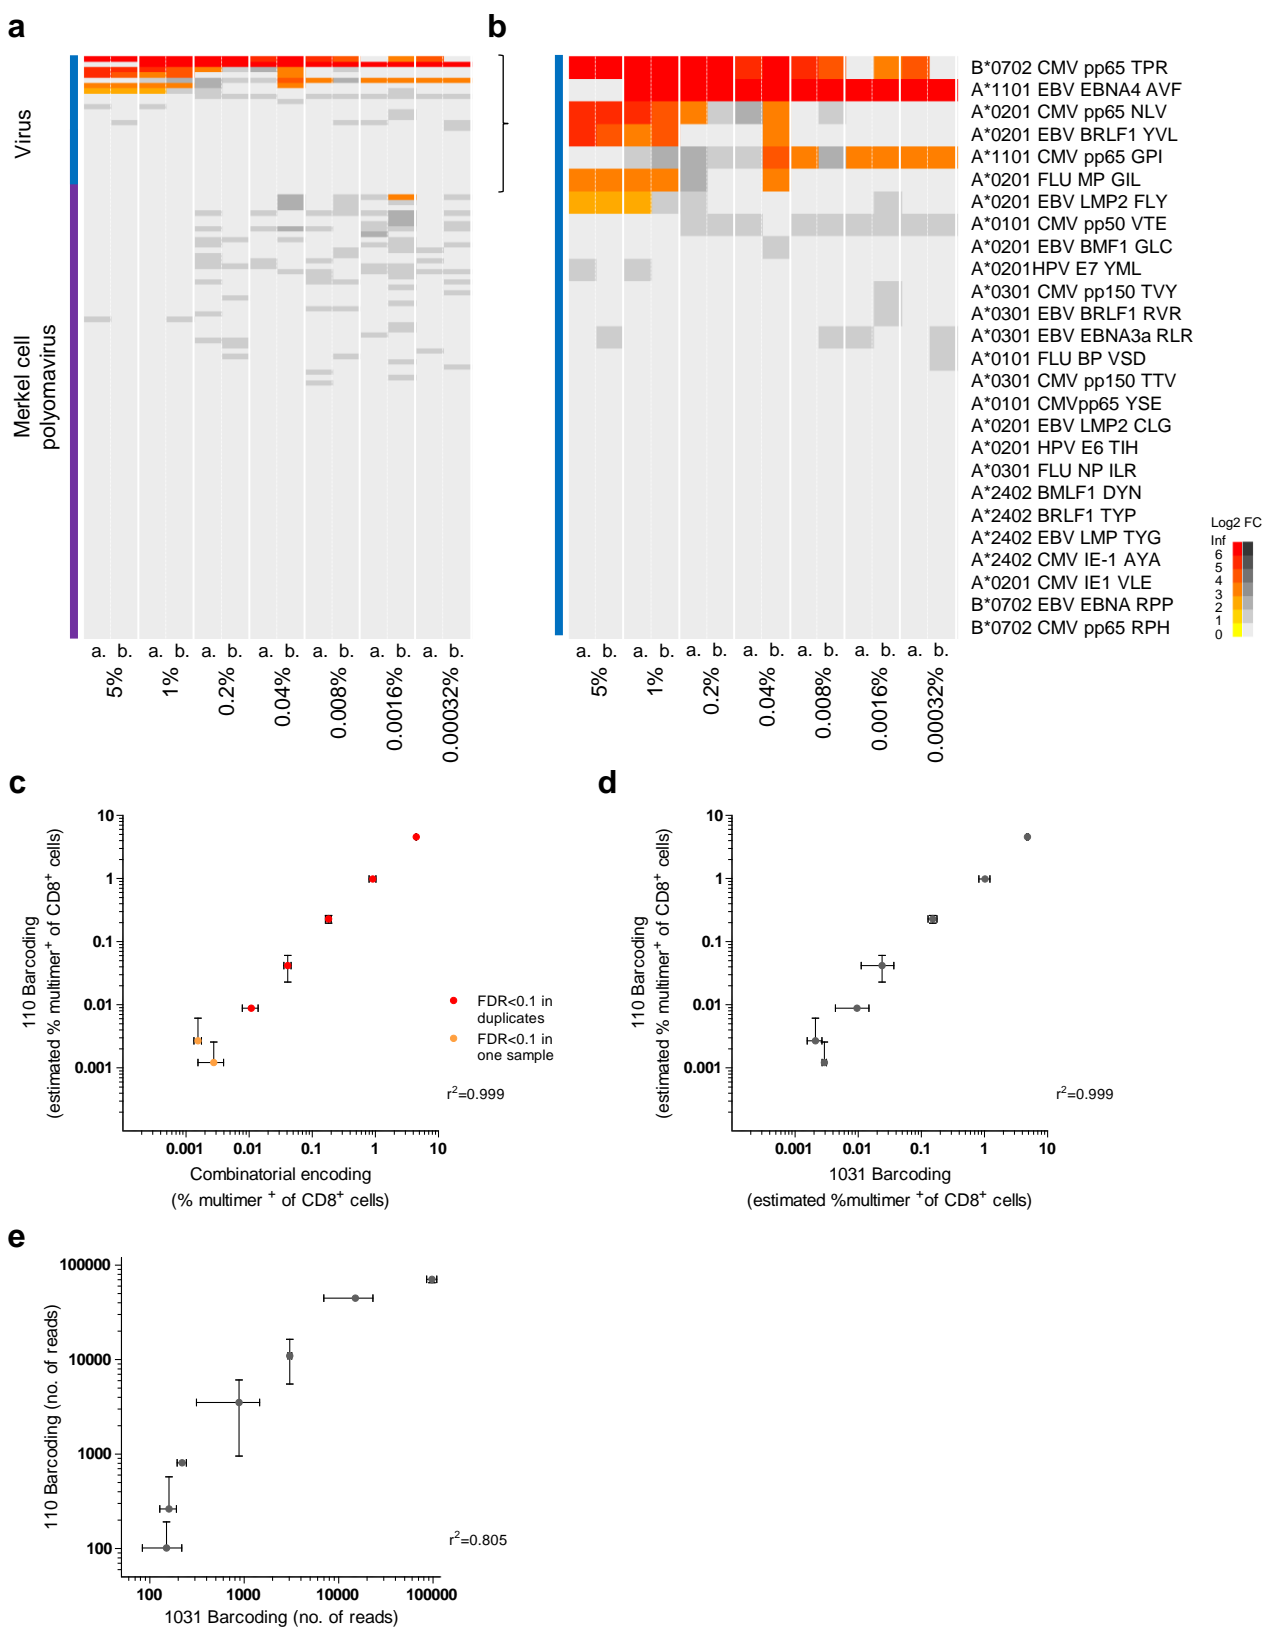 a
b
Virus
Merkel cell
polyomavirus
a. b. a. b. a. b. a. b. a. b. a. b. a. b.
5% 1% 0.2% 0.04% 0.008% 0.0016% 0.00032%
B*0702 CMV pp65 TPR
A*1101 EBV EBNA4 AVF
A*0201 CMV pp65 NLV
A*0201 EBV BRLF1 YVL
A*1101 CMV pp65 GPI
A*0201 FLU MP GIL
A*0201 EBV LMP2 FLY
A*0101 CMV pp50 VTE
A*0201 EBV BMF1 GLC
A*0201HPV E7 YML
A*0301 CMV pp150 TVY
A*0301 EBV BRLF1 RVR
A*0301 EBV EBNA3a RLR
A*0101 FLU BP VSD
A*0301 CMV pp150 TTV
A*0101 CMVpp65 YSE
A*0201 EBV LMP2 CLG
A*0201 HPV E6 TIH
A*0301 FLU NP ILR
A*2402 BMLF1 DYN
A*2402 BRLF1 TYP
A*2402 EBV LMP TYG
A*2402 CMV IE-1 AYA
A*0201 CMV IE1 VLE
B*0702 EBV EBNA RPP
B*0702 CMV pp65 RPH
a. b. a. b. a. b. a. b. a. b. a. b. a. b.
5% 1% 0.2% 0.04% 0.008% 0.0016% 0.00032%
Log2 FC
Inf
6
5
4
3
2
1
0
c
110 Barcoding
(estimated % multimer⁺ of CD8⁺ cells)
10
1
0.1
0.01
0.001
0.001 0.01 0.1 1 10
Combinatorial encoding
(% multimer ⁺ of CD8⁺ cells)
FDR<0.1 in
duplicates
FDR<0.1 in
one sample
r²=0.999
d
110 Barcoding
(estimated % multimer⁺ of CD8⁺ cells)
10
1
0.1
0.01
0.001
0.001 0.01 0.1 1 10
1031 Barcoding
(estimated %multimer ⁺of CD8⁺ cells)
r²=0.999
e
110 Barcoding (no. of reads)
100000
10000
1000
100
100 1000 10000 100000
1031 Barcoding (no. of reads)
r²=0.805